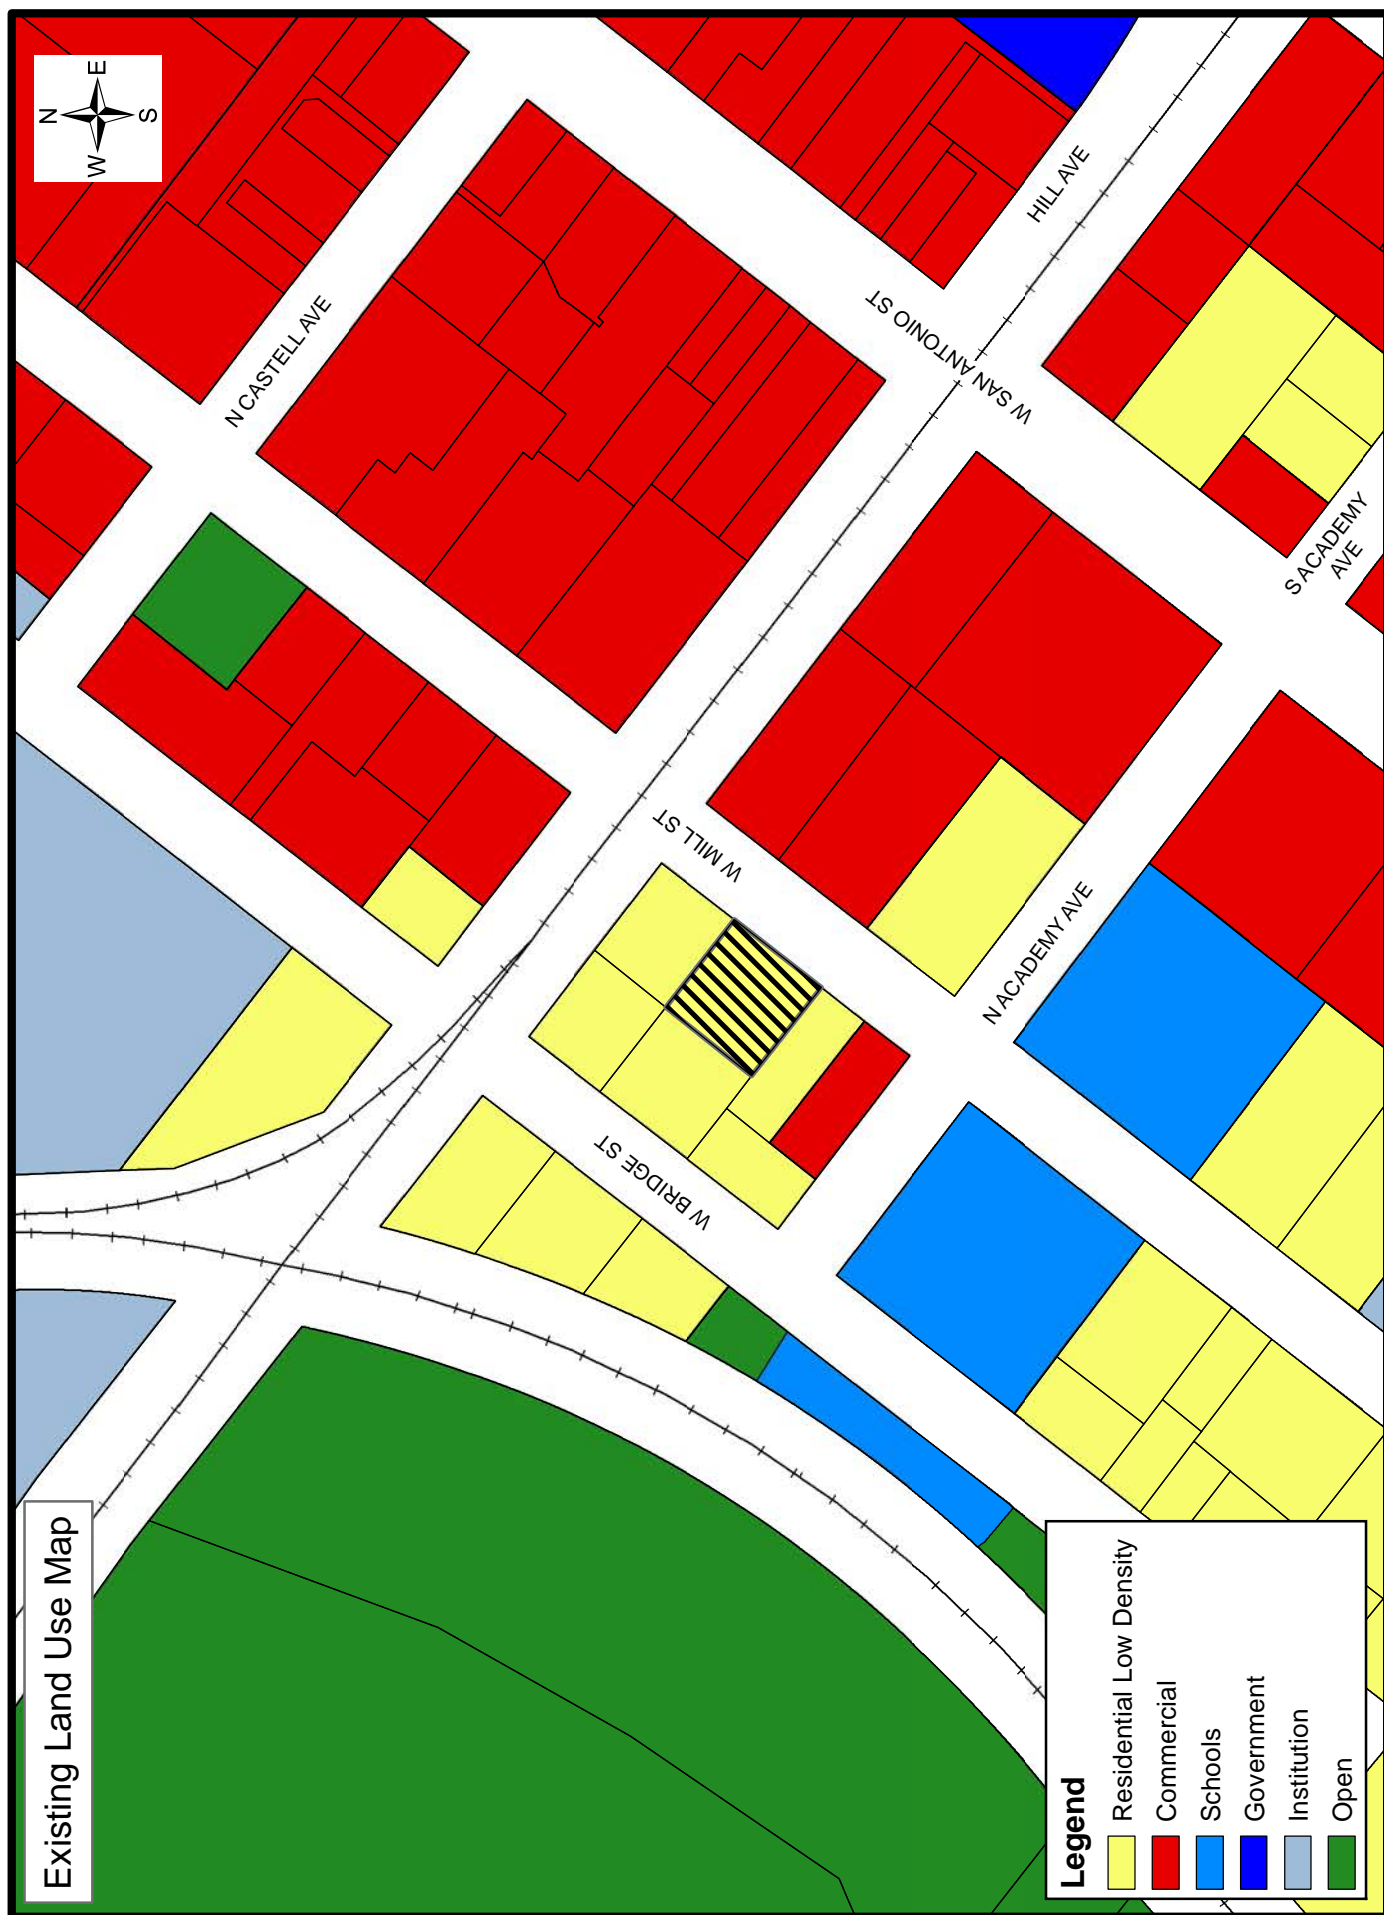 Existing Land Use Map
N
E
W
S
N CASTELL AVE
HILL AVE
W SAN ANTONIO ST
W MILL ST
W BRIDGE ST
N ACADEMY AVE
S ACADEMY
AVE
Legend
Residential Low Density
Commercial
Schools
Government
Institution
Open